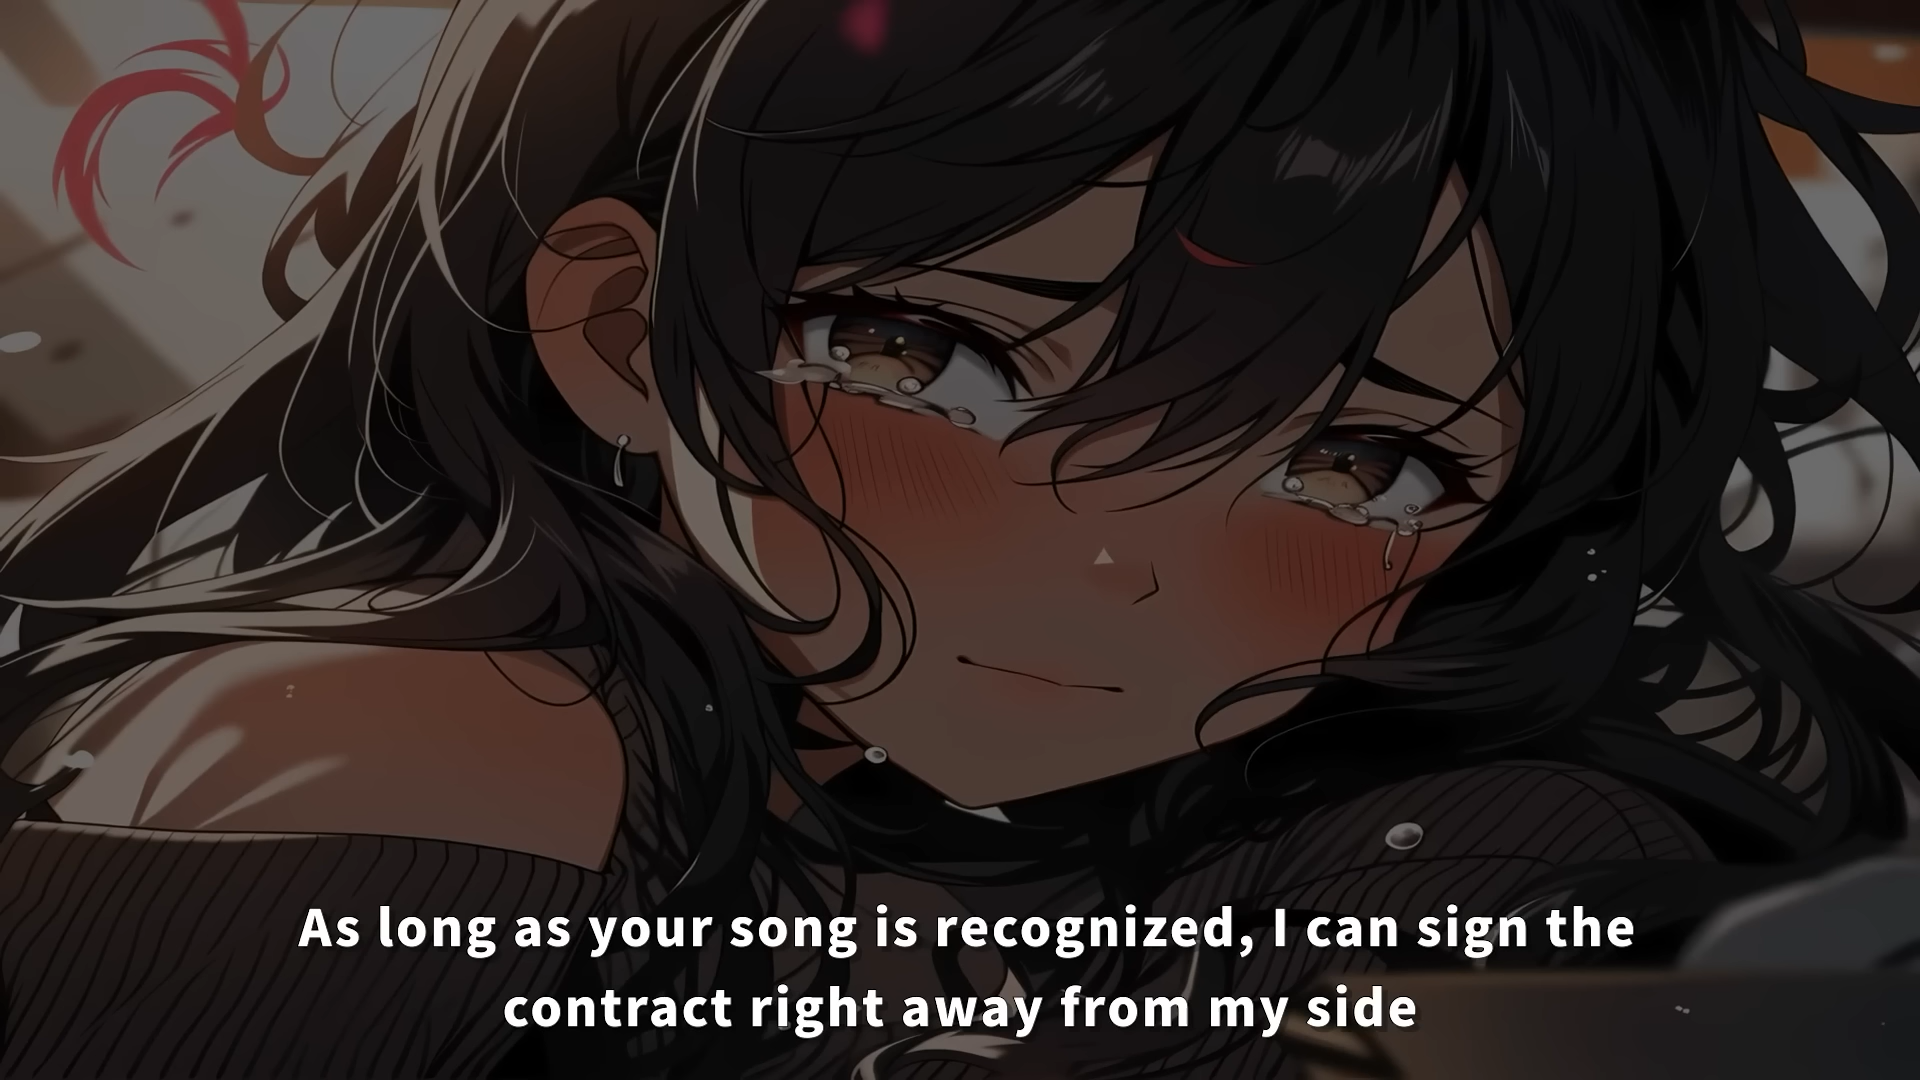 As long as your song is recognized, I can sign the
contract right away from my side